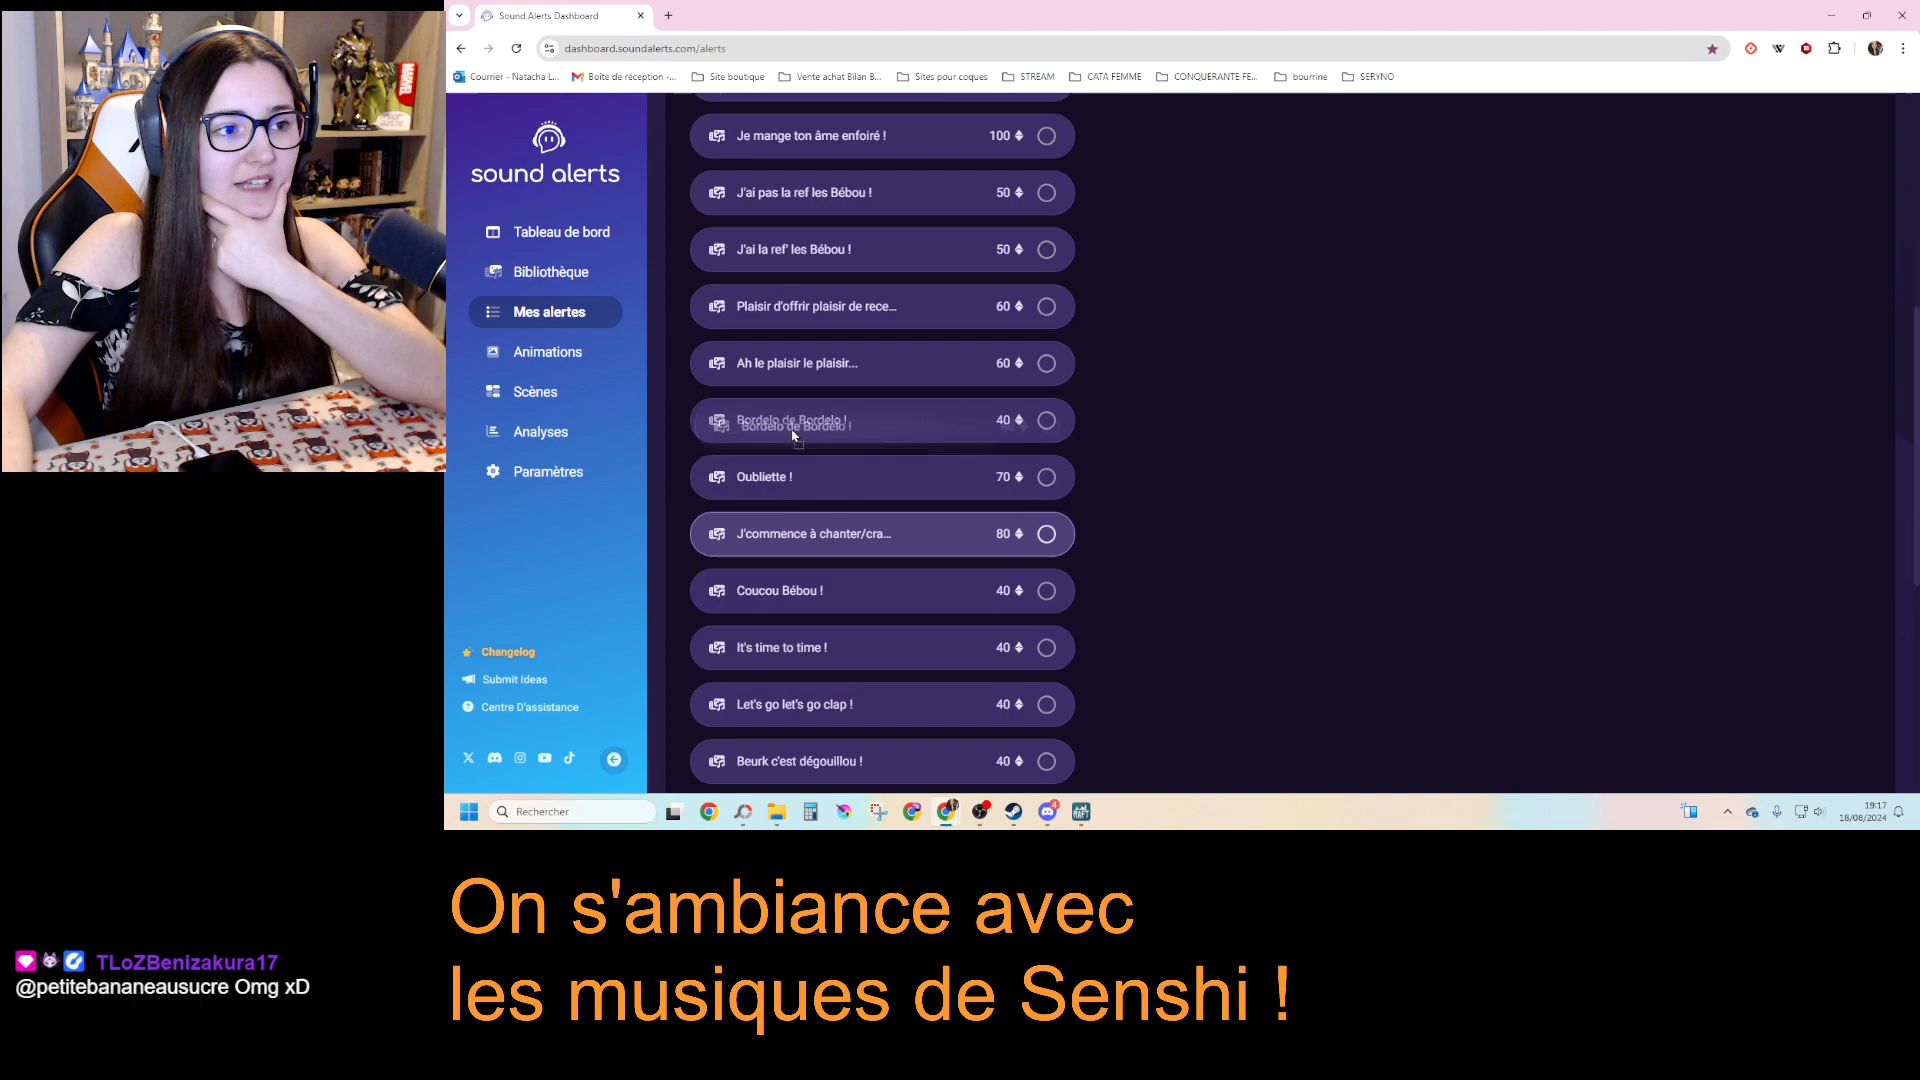 MARVEL
Sound Alerts Dashboard
dashboard.soundalerts.com/alerts
Courrier - Natacha L...
Boîte de réception -...
Site boutique
Vente achat Bilan B...
Sites pour coques
STREAM
CATA FEMME
CONQUERANTE FE...
bourrine
SERYNO
sound alerts
Tableau de bord
Bibliothèque
Mes alertes
Animations
Scènes
Analyses
Paramètres
Changelog
Submit Ideas
Centre D'assistance
Je mange ton âme enfoiré ! 100
J'ai pas la ref les Bébou ! 50
J'ai la ref' les Bébou ! 50
Plaisir d'offrir plaisir de rece... 60
Ah le plaisir le plaisir... 60
Bordelo de Bordelo ! 40
Bordelo de Bordelo !
Oubliette ! 70
J'commence à chanter/cra... 80
Coucou Bébou ! 40
It's time to time ! 40
Let's go let's go clap ! 40
Beurk c'est dégouillou ! 40
Rechercher
4
19:17
18/08/2024
On s'ambiance avec
les musiques de Senshi !
TLoZBenizakura17
@petitebananeausucre Omg xD